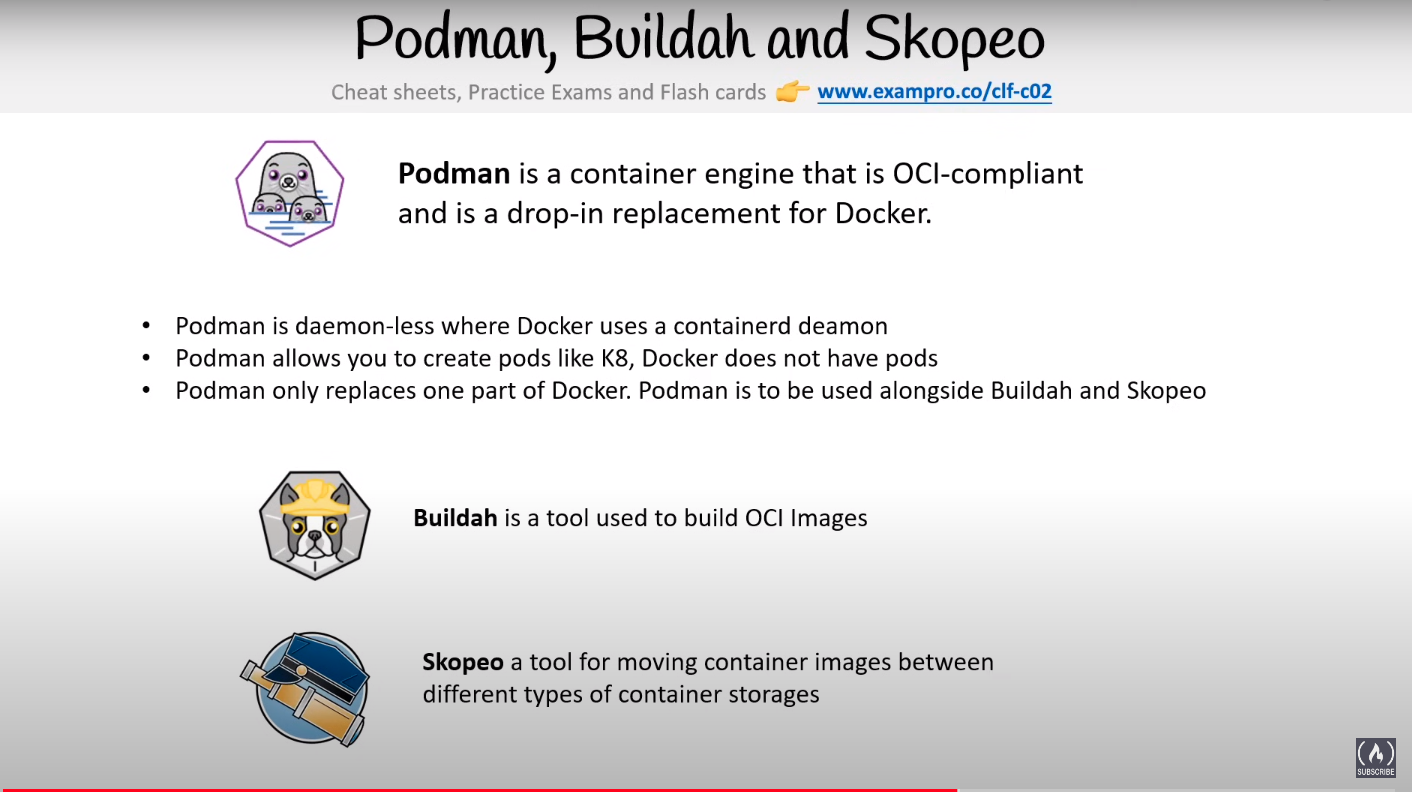 Podman, Buildah and Skopeo
Cheat sheets, Practice Exams and Flash cards 👉 www.exampro.co/clf-c02
Podman is a container engine that is OCI-compliant
and is a drop-in replacement for Docker.
• Podman is daemon-less where Docker uses a containerd deamon
• Podman allows you to create pods like K8, Docker does not have pods
• Podman only replaces one part of Docker. Podman is to be used alongside Buildah and Skopeo
Buildah is a tool used to build OCI Images
Skopeo a tool for moving container images between
different types of container storages
SUBSCRIBE